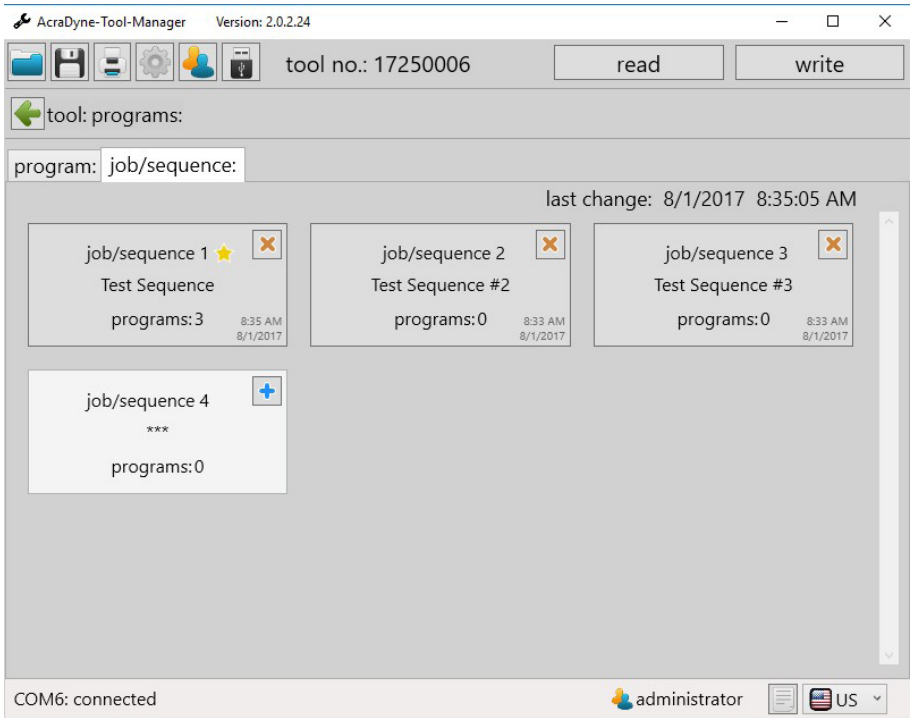 AcraDyne-Tool-Manager Version: 2.0.2.24
tool no.: 17250006 read write
tool: programs:
program: job/sequence:
last change: 8/1/2017 8:35:05 AM
job/sequence 1
Test Sequence
programs:3
8:35 AM
8/1/2017
job/sequence 2
Test Sequence #2
programs:0
8:33 AM
8/1/2017
job/sequence 3
Test Sequence #3
programs:0
8:33 AM
8/1/2017
job/sequence 4
***
programs:0
COM6: connected administrator US